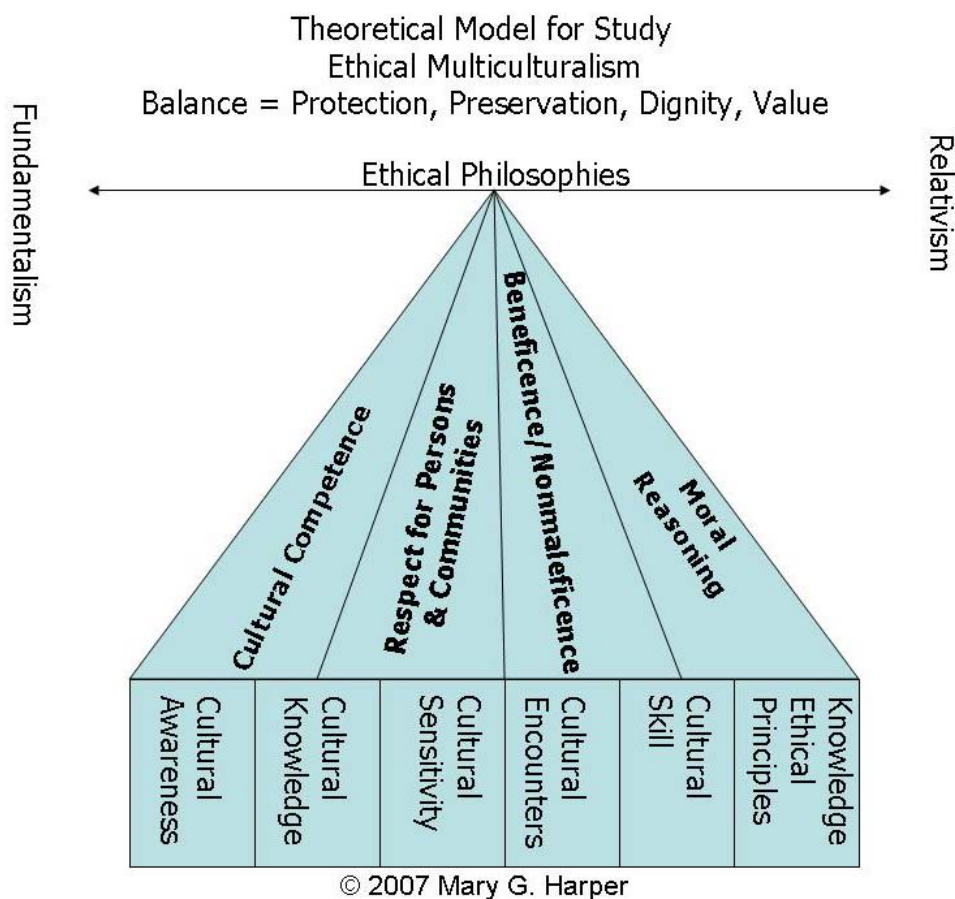 Theoretical Model for Study
Ethical Multiculturalism
Balance = Protection, Preservation, Dignity, Value
Fundamentalism
Ethical Philosophies
Relativism
Cultural Competence
Respect for Persons
& Communities
Beneficence/Nonmaleficence
Moral
Reasoning
Cultural
Awareness
Cultural
Knowledge
Cultural
Sensitivity
Cultural
Encounters
Cultural
Skill
Knowledge
Ethical
Principles
© 2007 Mary G. Harper